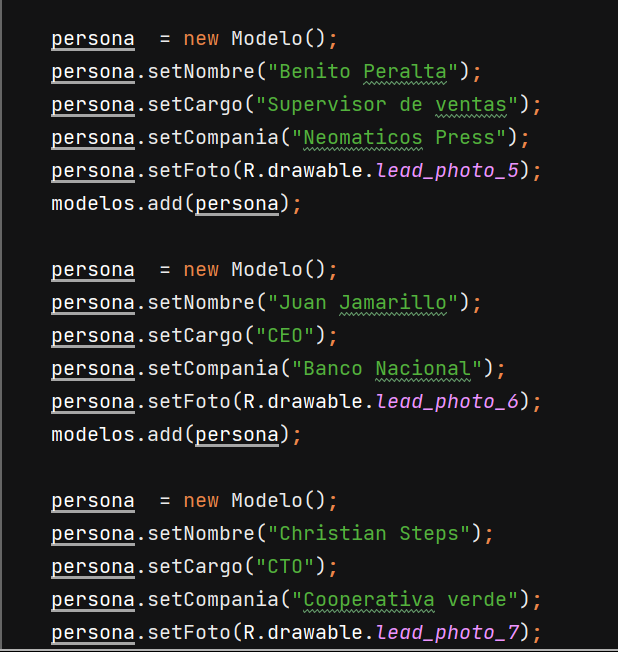 persona  = new Modelo();
persona.setNombre("Benito Peralta");
persona.setCargo("Supervisor de ventas");
persona.setCompania("Neomaticos Press");
persona.setFoto(R.drawable.lead_photo_5);
modelos.add(persona);
persona  = new Modelo();
persona.setNombre("Juan Jamarillo");
persona.setCargo("CEO");
persona.setCompania("Banco Nacional");
persona.setFoto(R.drawable.lead_photo_6);
modelos.add(persona);
persona  = new Modelo();
persona.setNombre("Christian Steps");
persona.setCargo("CTO");
persona.setCompania("Cooperativa verde");
persona.setFoto(R.drawable.lead_photo_7);